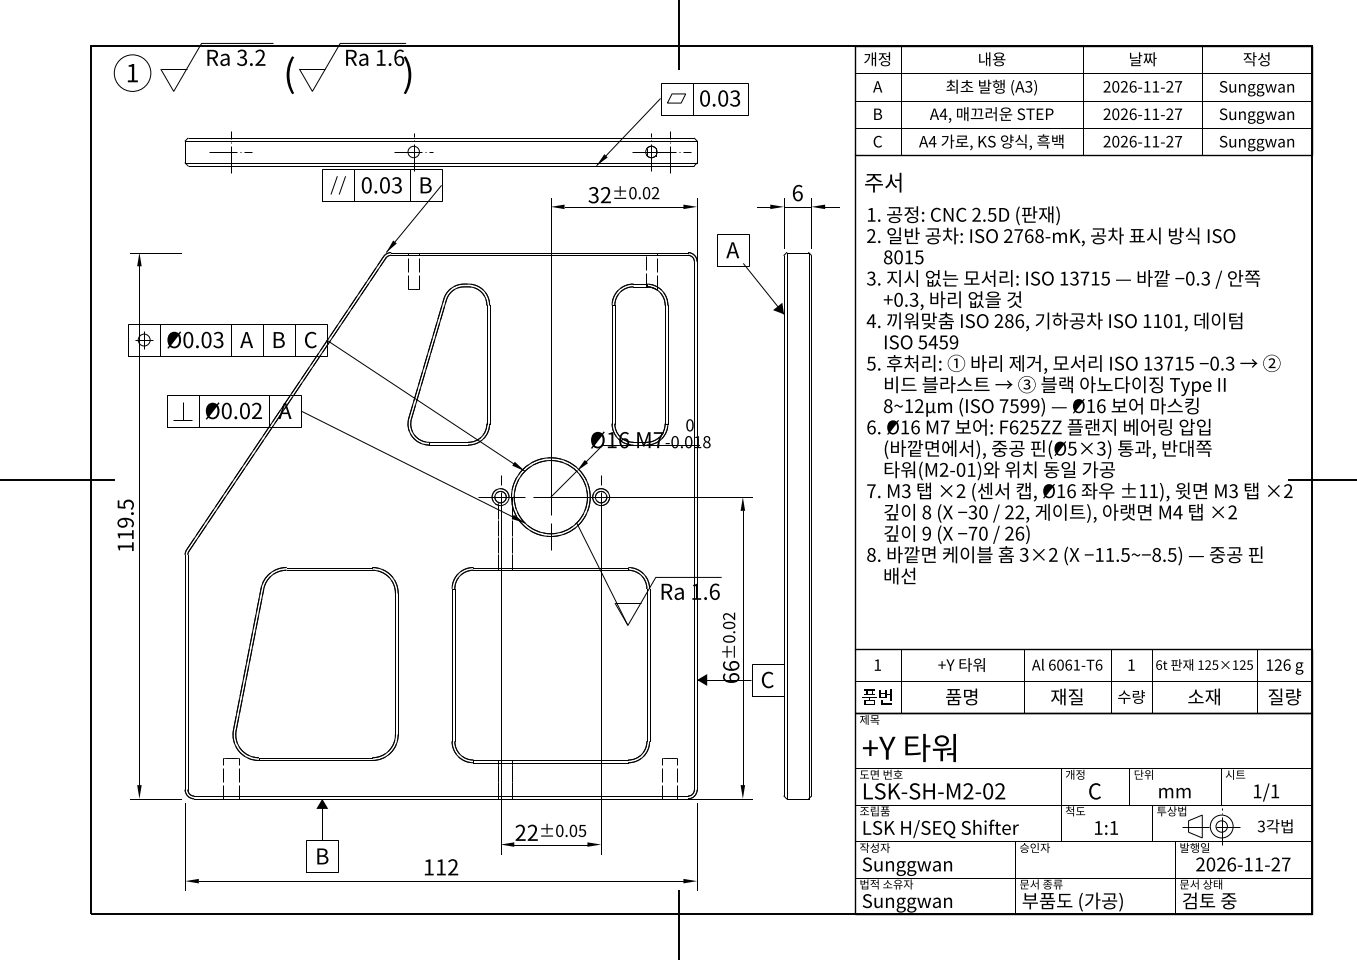 1
Ra 3.2
(Ra 1.6)
0.03
// 0.03 B
32±0.02
6
A
⌀0.03 A B C
⊥ ⌀0.02 A
⌀16 M7 0 -0.018
119.5
Ra 1.6
66±0.02
C
22±0.05
B
112
개정 내용 날짜 작성
A 최초 발행 (A3) 2026-11-27 Sunggwan
B A4, 매끄러운 STEP 2026-11-27 Sunggwan
C A4 가로, KS 양식, 흑백 2026-11-27 Sunggwan
주서
1. 공정: CNC 2.5D (판재)
2. 일반 공차: ISO 2768-mK, 공차 표시 방식 ISO
8015
3. 지시 없는 모서리: ISO 13715 — 바깥 −0.3 / 안쪽
+0.3, 바리 없을 것
4. 끼워맞춤 ISO 286, 기하공차 ISO 1101, 데이텀
ISO 5459
5. 후처리: ① 바리 제거, 모서리 ISO 13715 −0.3 → ②
비드 블라스트 → ③ 블랙 아노다이징 Type II
8~12μm (ISO 7599) — ⌀16 보어 마스킹
6. ⌀16 M7 보어: F625ZZ 플랜지 베어링 압입
(바깥면에서), 중공 핀(⌀5×3) 통과, 반대쪽
타워(M2-01)와 위치 동일 가공
7. M3 탭 ×2 (센서 캡, ⌀16 좌우 ±11), 윗면 M3 탭 ×2
깊이 8 (X −30 / 22, 게이트), 아랫면 M4 탭 ×2
깊이 9 (X −70 / 26)
8. 바깥면 케이블 홈 3×2 (X −11.5~−8.5) — 중공 핀
배선
1 +Y 타워 Al 6061-T6 1 6t 판재 125×125 126 g
품번 품명 재질 수량 소재 질량
제목
+Y 타워
도면 번호 개정 단위 시트
LSK-SH-M2-02 C mm 1/1
조립품 척도 투상법
LSK H/SEQ Shifter 1:1 3각법
작성자 승인자 발행일
Sunggwan 2026-11-27
법적 소유자 문서 종류 문서 상태
Sunggwan 부품도 (가공) 검토 중